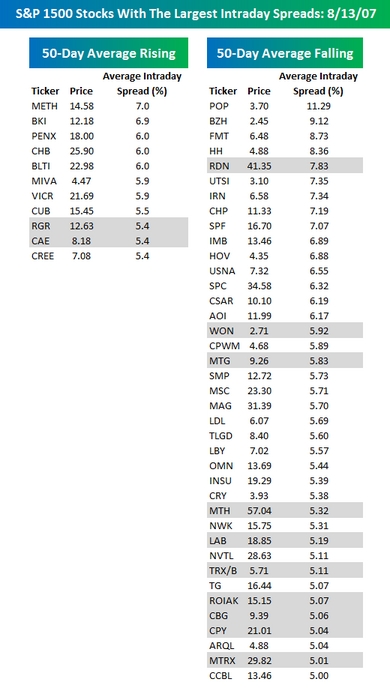 S&P 1500 Stocks With The Largest Intraday Spreads: 8/13/07
50-Day Average Rising
Average Intraday
Ticker Price Spread (%)
METH 14.58 7.0
BKI 12.18 6.9
PENX 18.00 6.0
CHB 25.90 6.0
BLTI 22.98 6.0
MIVA 4.47 5.9
VICR 21.69 5.9
CUB 15.45 5.5
RGR 12.63 5.4
CAE 8.18 5.4
CREE 7.08 5.4
50-Day Average Falling
Average Intraday
Ticker Price Spread (%)
POP 3.70 11.29
BZH 2.45 9.12
FMT 6.48 8.73
HH 4.88 8.36
RDN 41.35 7.83
UTSI 3.10 7.35
IRN 6.58 7.34
CHP 11.33 7.19
SPF 16.70 7.07
IMB 13.46 6.89
HOV 4.35 6.88
USNA 7.32 6.55
SPC 34.58 6.32
CSAR 10.10 6.19
AOI 11.99 6.17
WON 2.71 5.92
CPWM 4.68 5.89
MTG 9.26 5.83
SMP 12.72 5.73
MSC 23.30 5.71
MAG 31.39 5.70
LDL 6.07 5.69
TLGD 8.40 5.60
LBY 7.02 5.57
OMN 13.69 5.44
INSU 19.29 5.39
CRY 3.93 5.38
MTH 57.04 5.32
NWK 15.75 5.31
LAB 18.85 5.19
NVTL 28.63 5.11
TRX/B 5.71 5.11
TG 16.44 5.07
ROIAK 15.15 5.07
CBG 9.39 5.06
CPY 21.01 5.04
ARQL 4.88 5.04
MTRX 29.82 5.01
CCBL 13.46 5.00